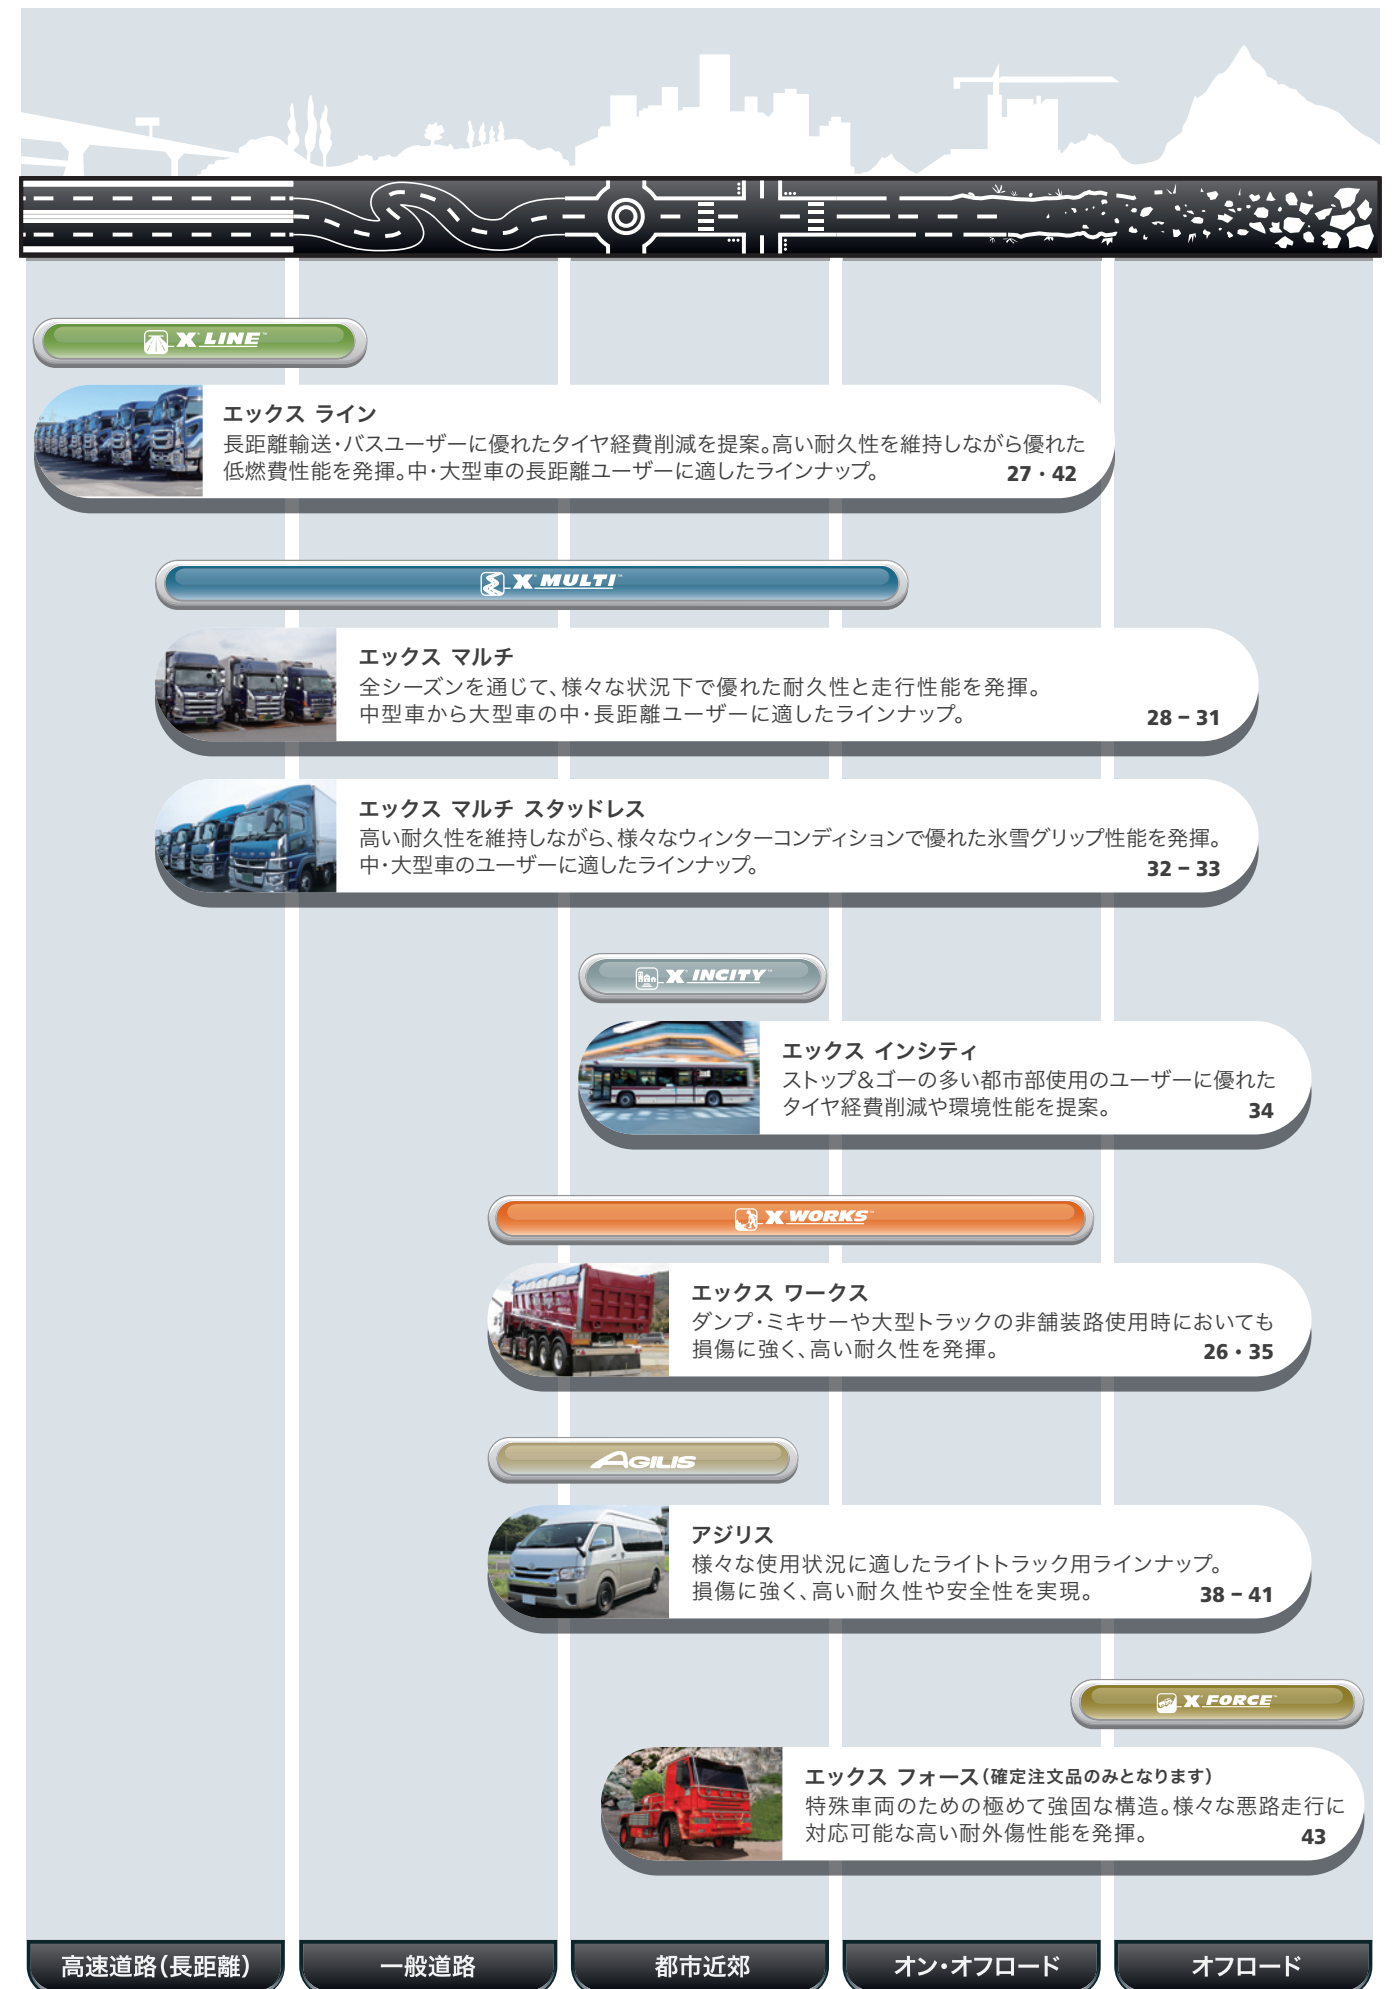 X LINE™
エックス ライン
長距離輸送・バスユーザーに優れたタイヤ経費削減を提案。高い耐久性を維持しながら優れた
低燃費性能を発揮。中・大型車の長距離ユーザーに適したラインナップ。
27・42
X MULTI™
エックス マルチ
全シーズンを通じて、様々な状況下で優れた耐久性と走行性能を発揮。
中型車から大型車の中・長距離ユーザーに適したラインナップ。
28 – 31
エックス マルチ スタッドレス
高い耐久性を維持しながら、様々なウィンターコンディションで優れた氷雪グリップ性能を発揮。
中・大型車のユーザーに適したラインナップ。
32 – 33
X INCITY™
エックス インシティ
ストップ&ゴーの多い都市部使用のユーザーに優れた
タイヤ経費削減や環境性能を提案。
34
X WORKS™
エックス ワークス
ダンプ・ミキサーや大型トラックの非舗装路使用時においても
損傷に強く、高い耐久性を発揮。
26・35
AGILIS
アジリス
様々な使用状況に適したライトトラック用ラインナップ。
損傷に強く、高い耐久性や安全性を実現。
38 – 41
X FORCE™
エックス フォース(確定注文品のみとなります)
特殊車両のための極めて強固な構造。様々な悪路走行に
対応可能な高い耐外傷性能を発揮。
43
高速道路(長距離)
一般道路
都市近郊
オン・オフロード
オフロード